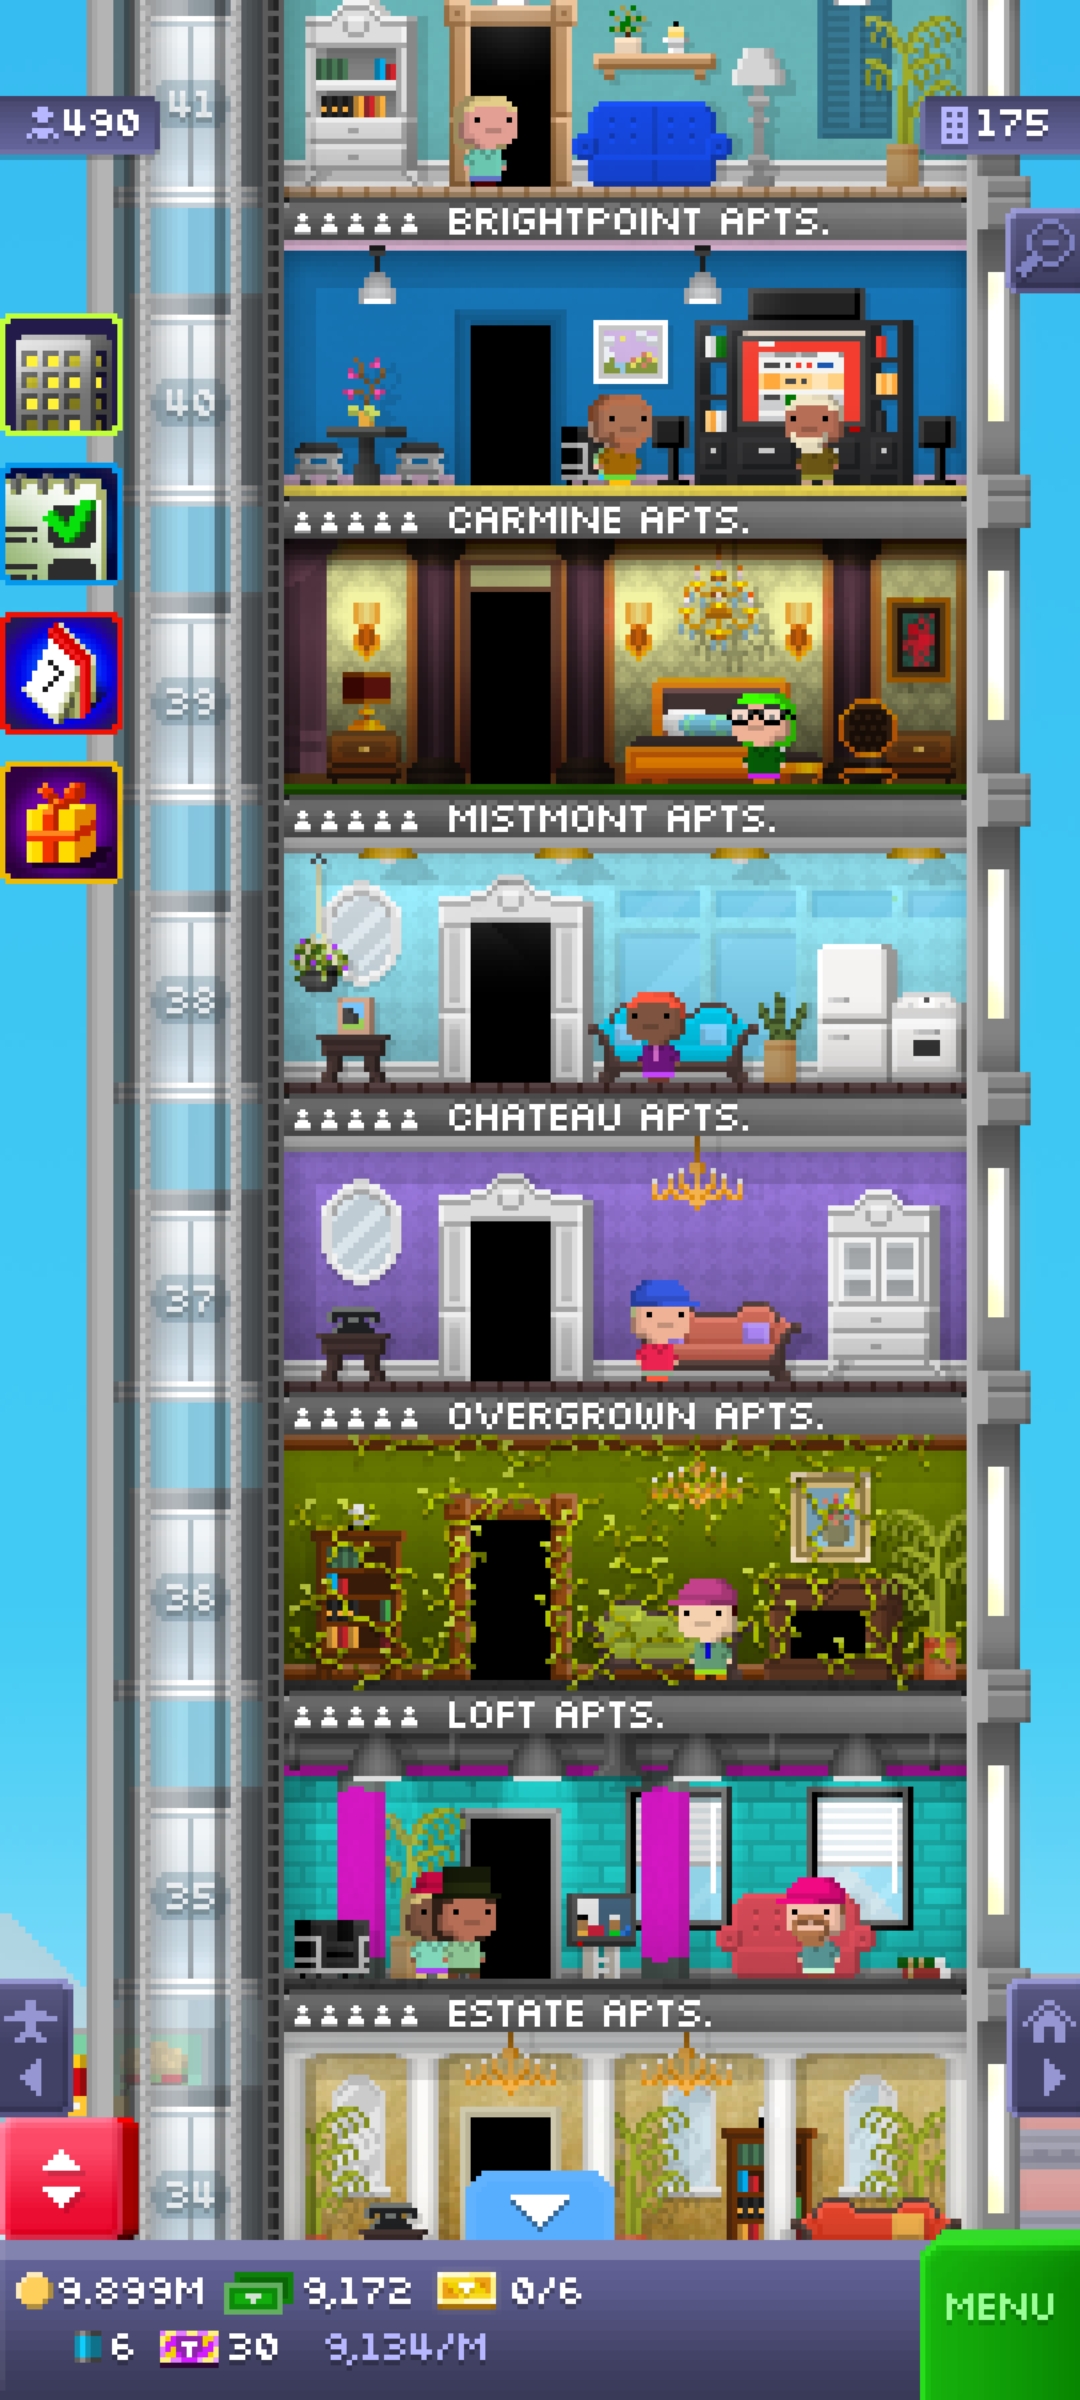 41
490
175
BRIGHTPOINT APTS.
40
CARMINE APTS.
39
MISTMONT APTS.
38
CHATEAU APTS.
37
OVERGROWN APTS.
36
LOFT APTS.
35
ESTATE APTS.
34
9.899M 9,172 0/6
MENU
6 T 30 9,134/M